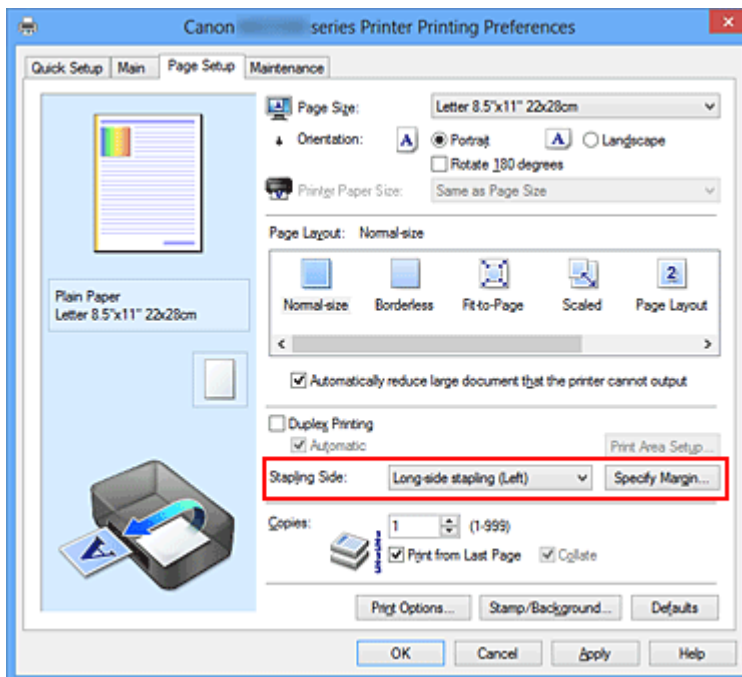 Canon series Printer Printing Preferences
Quick Setup Main Page Setup Maintenance
Page Size: Letter 8.5"x11" 22x28cm
Orientation: A Portrait A Landscape
Rotate 180 degrees
Printer Paper Size: Same as Page Size
Page Layout: Normal-size
2
Normal-size Borderless Fit-to-Page Scaled Page Layout
Plain Paper
Letter 8.5"x11" 22x28cm
Automatically reduce large document that the printer cannot output
Duplex Printing
Automatic Print Area Setup...
Stapling Side: Long-side stapling (Left) Specify Margin...
Copies: 1 (1-999)
Print from Last Page Collate
A
Print Options... Stamp/Background... Defaults
OK Cancel Apply Help